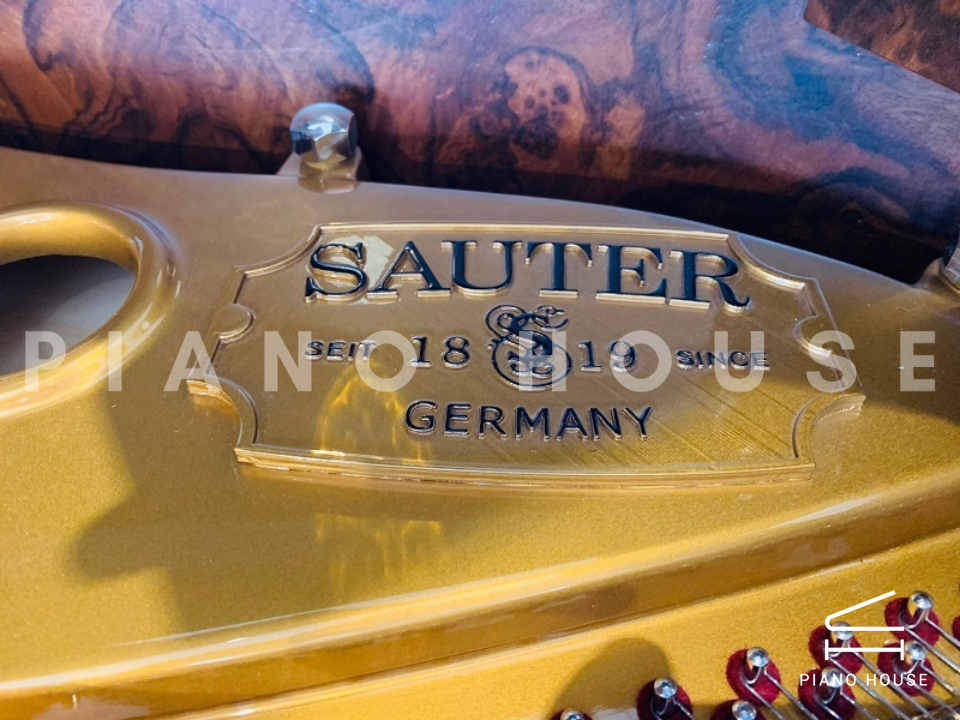 SAUTER
SEIT 18 19 SINCE
GERMANY
PIANO HOUSE
PIANO HOUSE